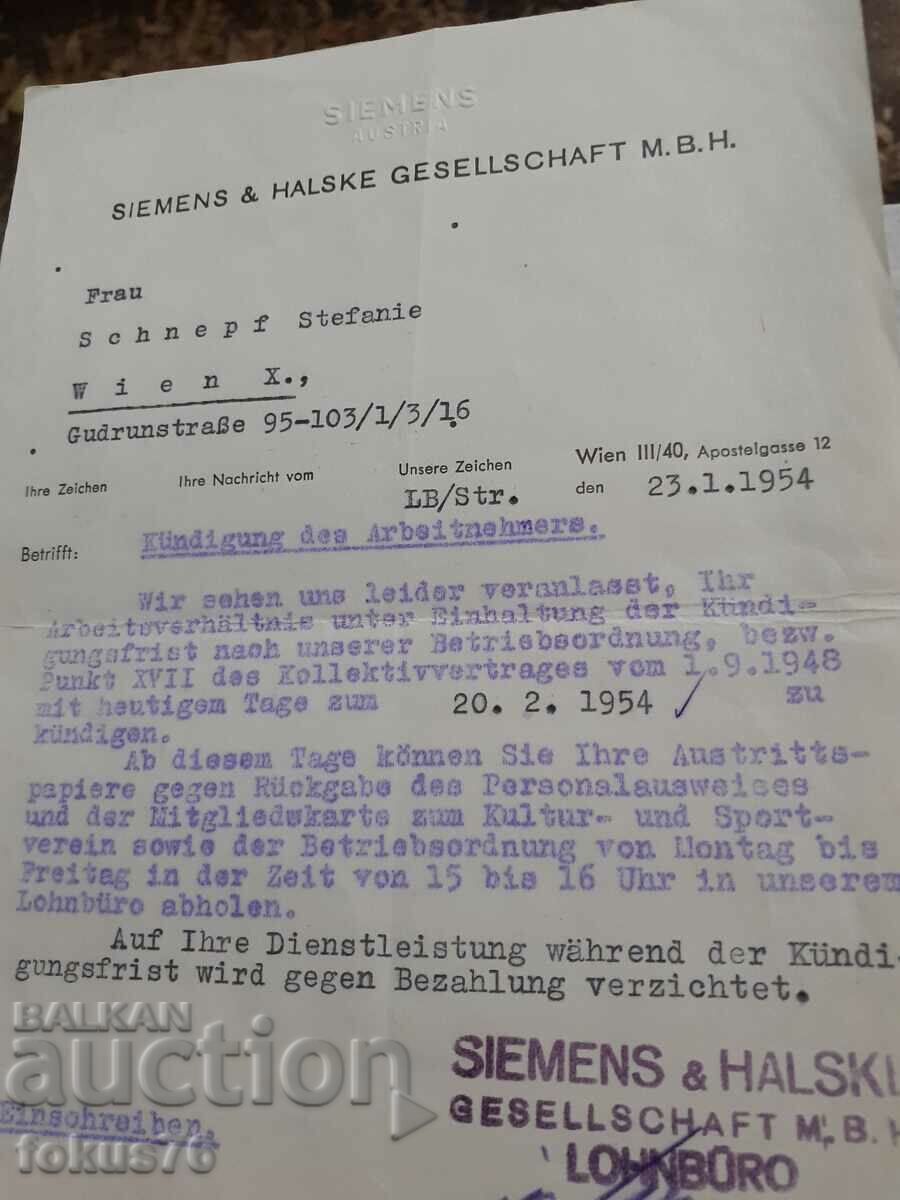 SIEMENS
AUSTRIA
SIEMENS & HALSKE GESELLSCHAFT M.B.H.
Frau
Schnepf Stefanie
Wien X.,
Gudrunstraße 95-103/1/3/16
Ihre Zeichen Ihre Nachricht vom Unsere Zeichen Wien III/40, Apostelgasse 12
LB/Str. den 23.1.1954
Betrifft: Kündigung des Arbeitnehmers.
Wir sehen uns leider veranlasst, Ihr
Arbeitsverhältnis unter Einhaltung der Kündi-
gungsfrist nach unserer Betriebsordnung, bezw.
Punkt XVII des Kollektivvertrages vom 1.9.1948
mit heutigem Tage zum 20. 2. 1954 zu
kündigen.
Ab diesem Tage können Sie Ihre Austritts-
papiere gegen Rückgabe des Personalausweises
und der Mitgliedskarte zum Kultur- und Sport-
verein sowie der Betriebsordnung von Montag bis
Freitag in der Zeit von 15 bis 16 Uhr in unserem
Lohnbüro abholen.
Auf Ihre Dienstleistung während der Kündi-
gungsfrist wird gegen Bezahlung verzichtet.
BALKAN
auction
fokus76
Einschreiben.
SIEMENS & HALSKE
GESELLSCHAFT M. B. H
LOHNBÜRO